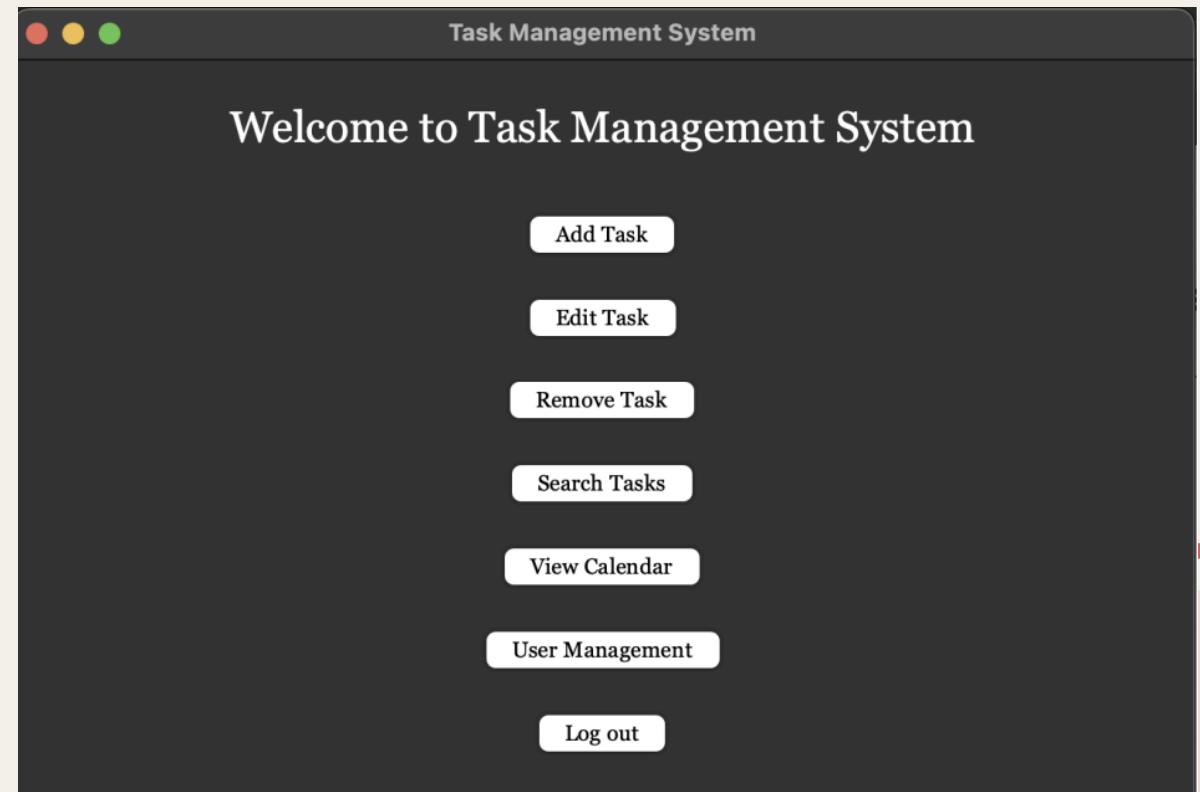 Task Management System
Welcome to Task Management System
Add Task
Edit Task
Remove Task
Search Tasks
View Calendar
User Management
Log out